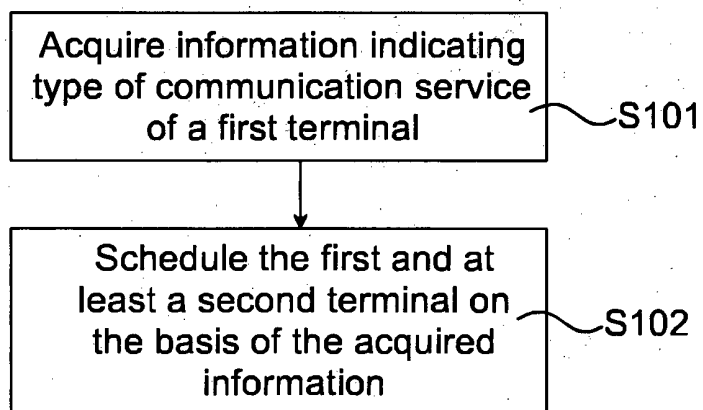 Acquire information indicating
type of communication service
of a first terminal
S101
Schedule the first and at
least a second terminal on
the basis of the acquired
information
S102